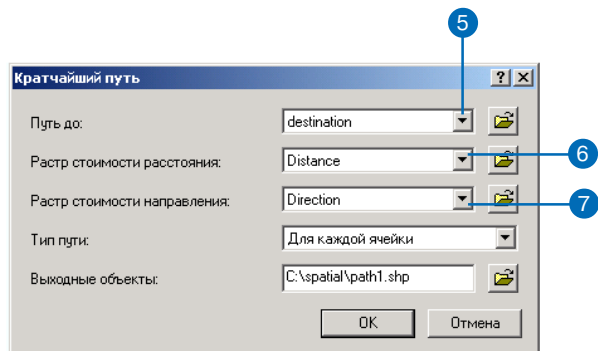 5
Кратчайший путь
Путь до: destination
Растр стоимости расстояния: Distance 6
Растр стоимости направления: Direction 7
Тип пути: Для каждой ячейки
Выходные объекты: C:\spatial\path1.shp
OK Отмена